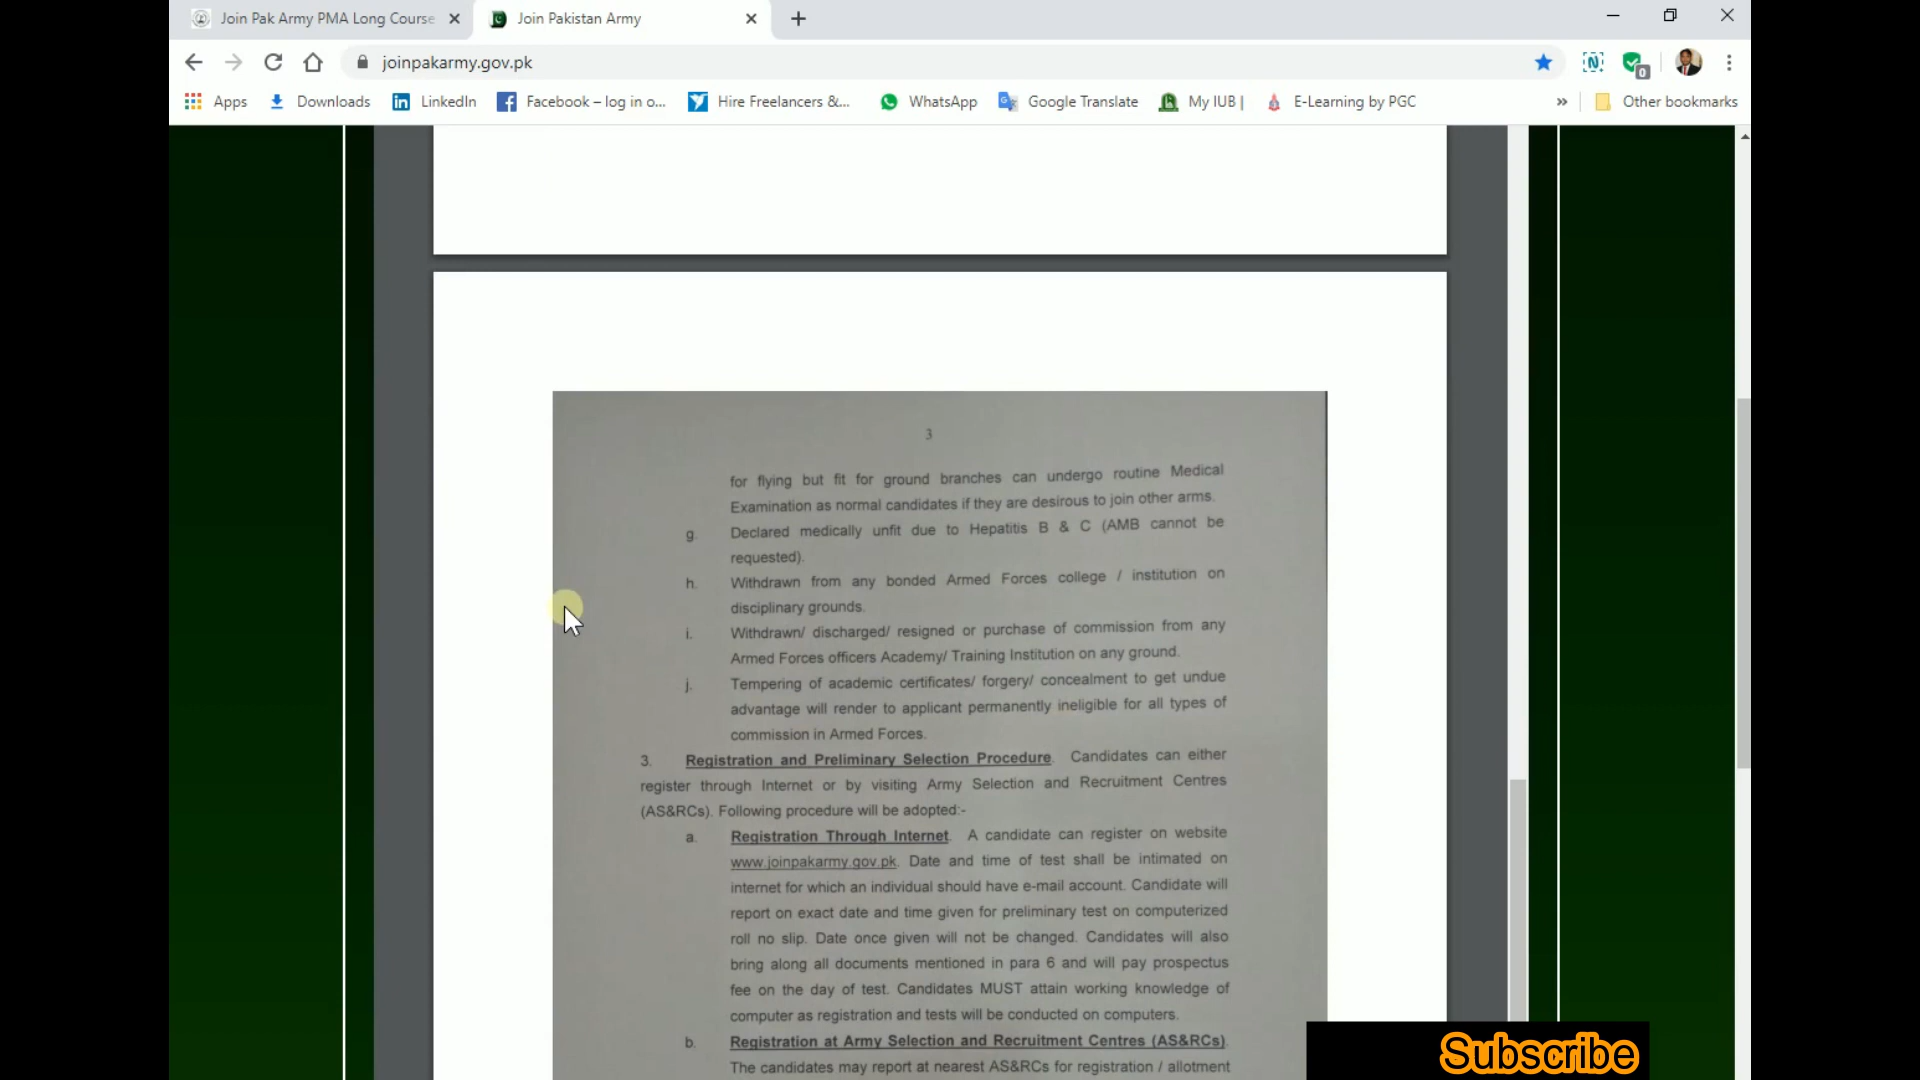 Join Pak Army PMA Long Course
Join Pakistan Army
joinpakarmy.gov.pk
0
Apps Downloads LinkedIn Facebook – log in o... Hire Freelancers &... WhatsApp Google Translate My IUB | E-Learning by PGC » Other bookmarks
3
for flying but fit for ground branches can undergo routine Medical
Examination as normal candidates if they are desirous to join other arms.
g. Declared medically unfit due to Hepatitis B & C (AMB cannot be
requested).
h. Withdrawn from any bonded Armed Forces college / institution on
disciplinary grounds.
i. Withdrawn/ discharged/ resigned or purchase of commission from any
Armed Forces officers Academy/ Training Institution on any ground.
j. Tempering of academic certificates/ forgery/ concealment to get undue
advantage will render to applicant permanently ineligible for all types of
commission in Armed Forces.
3. Registration and Preliminary Selection Procedure. Candidates can either
register through Internet or by visiting Army Selection and Recruitment Centres
(AS&RCs). Following procedure will be adopted:-
a. Registration Through Internet. A candidate can register on website
www.joinpakarmy.gov.pk. Date and time of test shall be intimated on
internet for which an individual should have e-mail account. Candidate will
report on exact date and time given for preliminary test on computerized
roll no slip. Date once given will not be changed. Candidates will also
bring along all documents mentioned in para 6 and will pay prospectus
fee on the day of test. Candidates MUST attain working knowledge of
computer as registration and tests will be conducted on computers.
b. Registration at Army Selection and Recruitment Centres (AS&RCs).
The candidates may report at nearest AS&RCs for registration / allotment
Subscribe